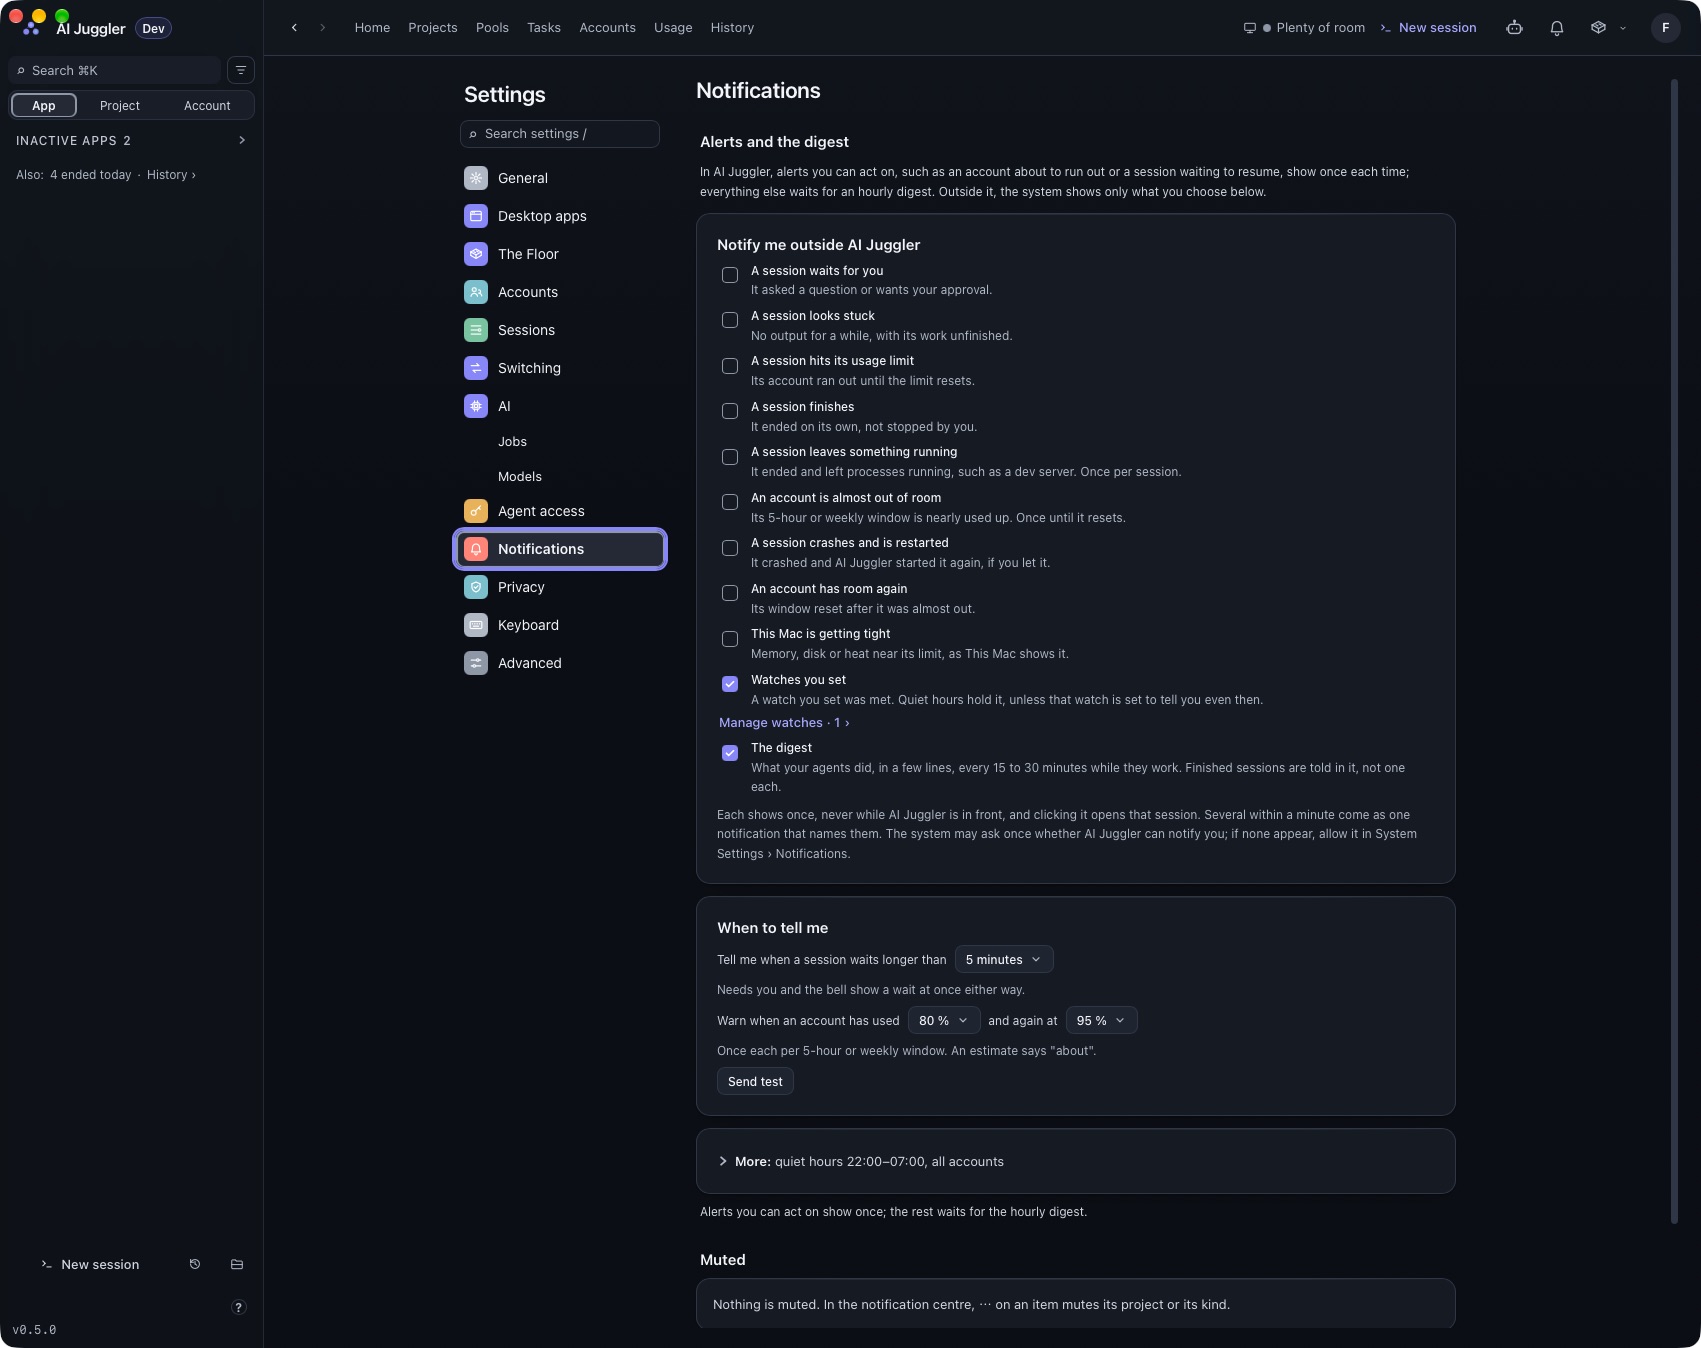 AI Juggler Dev
Search ⌘K
App Project Account
INACTIVE APPS 2
Also: 4 ended today · History ›
New session
?
v0.5.0
Home Projects Pools Tasks Accounts Usage History
Plenty of room
New session
F
Settings
Search settings /
General
Desktop apps
The Floor
Accounts
Sessions
Switching
AI
Jobs
Models
Agent access
Notifications
Privacy
Keyboard
Advanced
Notifications
Alerts and the digest
In AI Juggler, alerts you can act on, such as an account about to run out or a session waiting to resume, show once each time;
everything else waits for an hourly digest. Outside it, the system shows only what you choose below.
Notify me outside AI Juggler
A session waits for you
It asked a question or wants your approval.
A session looks stuck
No output for a while, with its work unfinished.
A session hits its usage limit
Its account ran out until the limit resets.
A session finishes
It ended on its own, not stopped by you.
A session leaves something running
It ended and left processes running, such as a dev server. Once per session.
An account is almost out of room
Its 5-hour or weekly window is nearly used up. Once until it resets.
A session crashes and is restarted
It crashed and AI Juggler started it again, if you let it.
An account has room again
Its window reset after it was almost out.
This Mac is getting tight
Memory, disk or heat near its limit, as This Mac shows it.
Watches you set
A watch you set was met. Quiet hours hold it, unless that watch is set to tell you even then.
Manage watches · 1 ›
The digest
What your agents did, in a few lines, every 15 to 30 minutes while they work. Finished sessions are told in it, not one
each.
Each shows once, never while AI Juggler is in front, and clicking it opens that session. Several within a minute come as one
notification that names them. The system may ask once whether AI Juggler can notify you; if none appear, allow it in System
Settings › Notifications.
When to tell me
Tell me when a session waits longer than 5 minutes
Needs you and the bell show a wait at once either way.
Warn when an account has used 80 % and again at 95 %
Once each per 5-hour or weekly window. An estimate says "about".
Send test
More: quiet hours 22:00–07:00, all accounts
Alerts you can act on show once; the rest waits for the hourly digest.
Muted
Nothing is muted. In the notification centre, ··· on an item mutes its project or its kind.